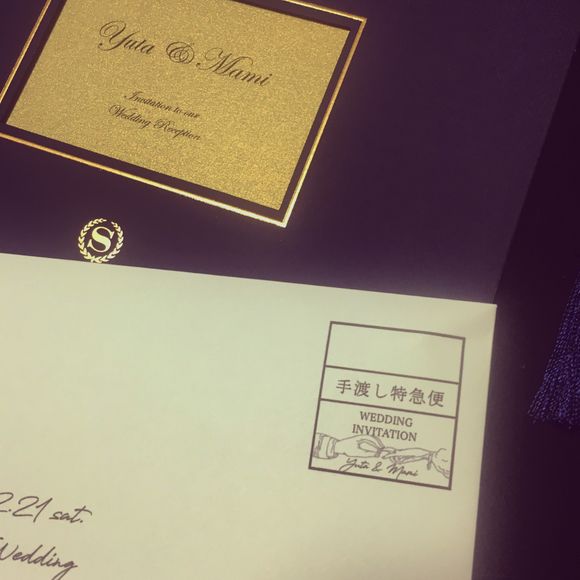 Yuta & Mami
Invitation to our
Wedding Reception
S
手渡し特急便
WEDDING
INVITATION
Yuta & Mami
2.21 sat.
Wedding